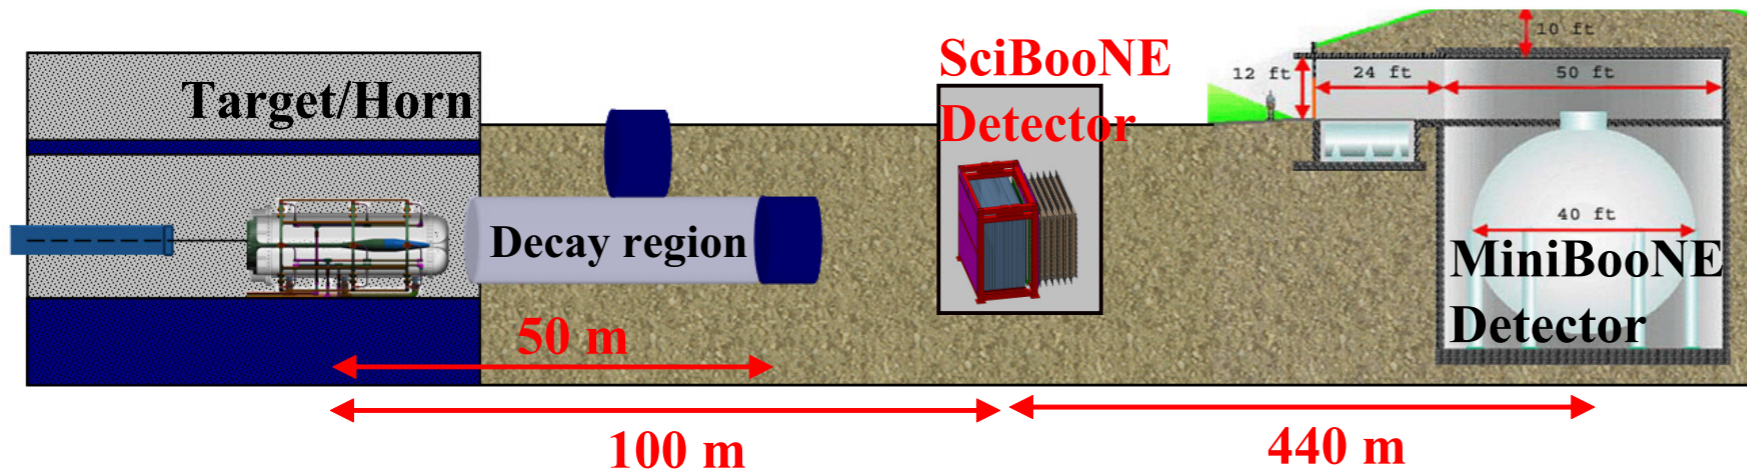 Target/Horn
Decay region
50 m
100 m
SciBooNE
Detector
440 m
10 ft
12 ft
24 ft
50 ft
40 ft
MiniBooNE
Detector